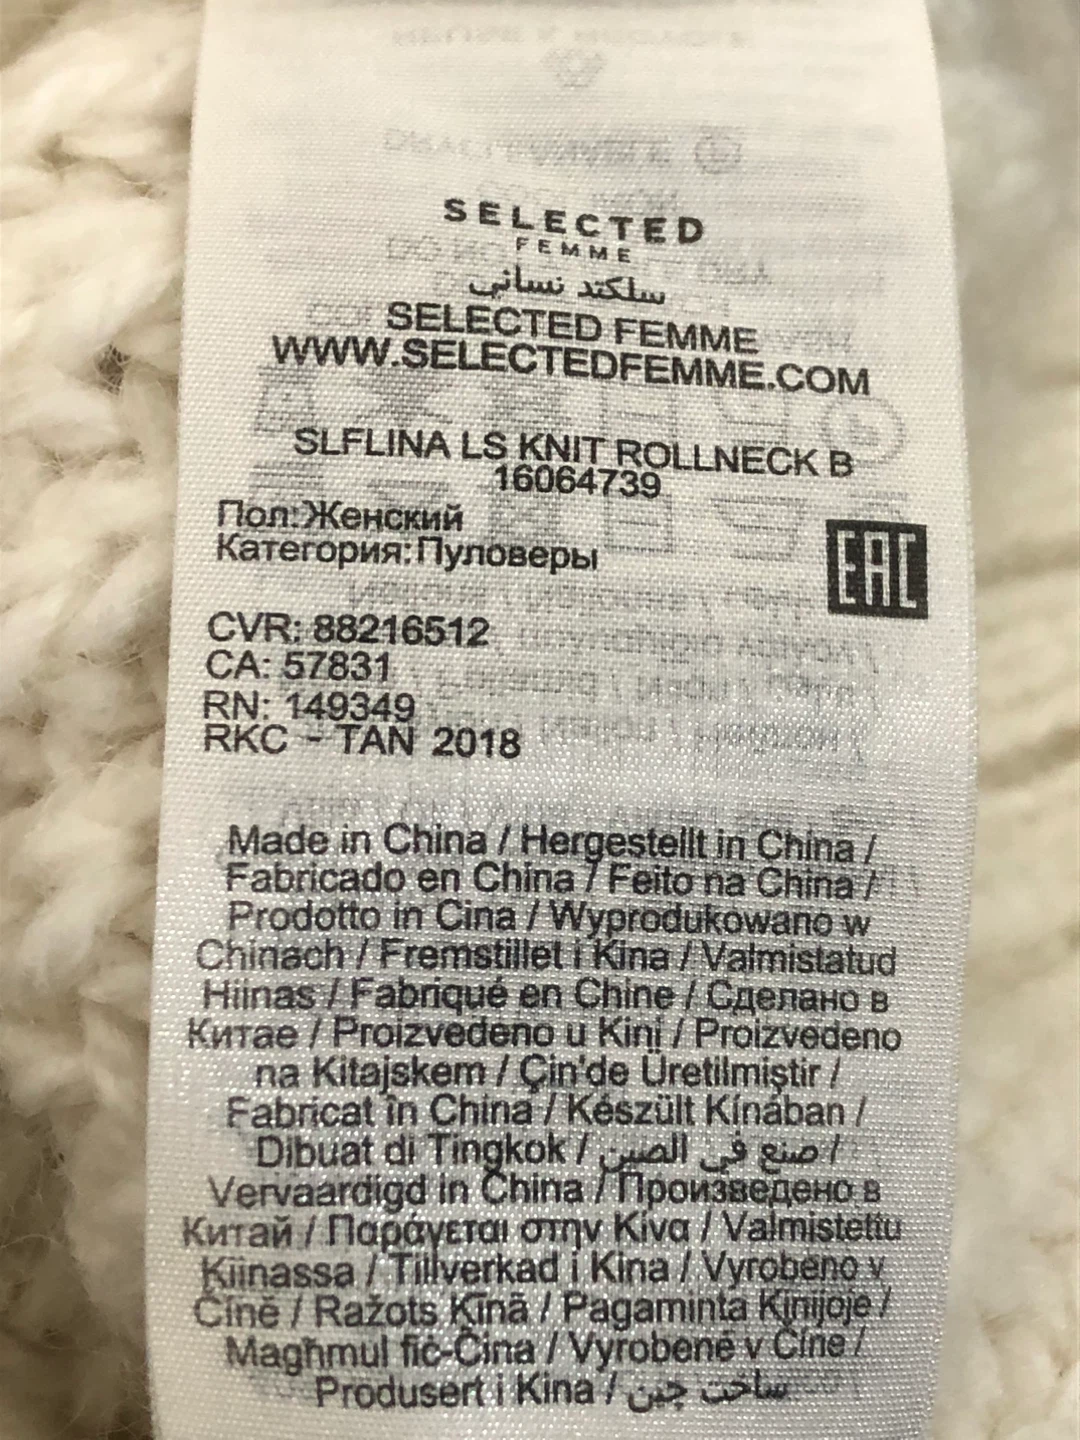 SELECTED
FEMME
سلكتد نسائي
SELECTED FEMME
WWW.SELECTEDFEMME.COM
SLFLINA LS KNIT ROLLNECK B
16064739
Пол:Женский
Категория:Пуловеры
EAC
CVR: 88216512
CA: 57831
RN: 149349
RKC - TAN 2018
Made in China / Hergestellt in China /
Fabricado en China / Feito na China /
Prodotto in Cina / Wyprodukowano w
Chinach / Fremstillet i Kina / Valmistatud
Hiinas / Fabriqué en Chine / Сделано в
Китае / Proizvedeno u Kini / Proizvedeno
na Kitajskem / Çin'de Üretilmiştir /
Fabricat în China / Készült Kínában /
Dibuat di Tingkok / صنع في الصين /
Vervaardigd in China / Произведено в
Китай / Παράγεται στην Κίνα / Valmistettu
Kiinassa / Tillverkad i Kina / Vyrobeno v
Číně / Ražots Ķīnā / Pagaminta Kinijoje /
Magħmul fiċ-Ċina / Vyrobené v Číne /
Produsert i Kina / ساخت چین